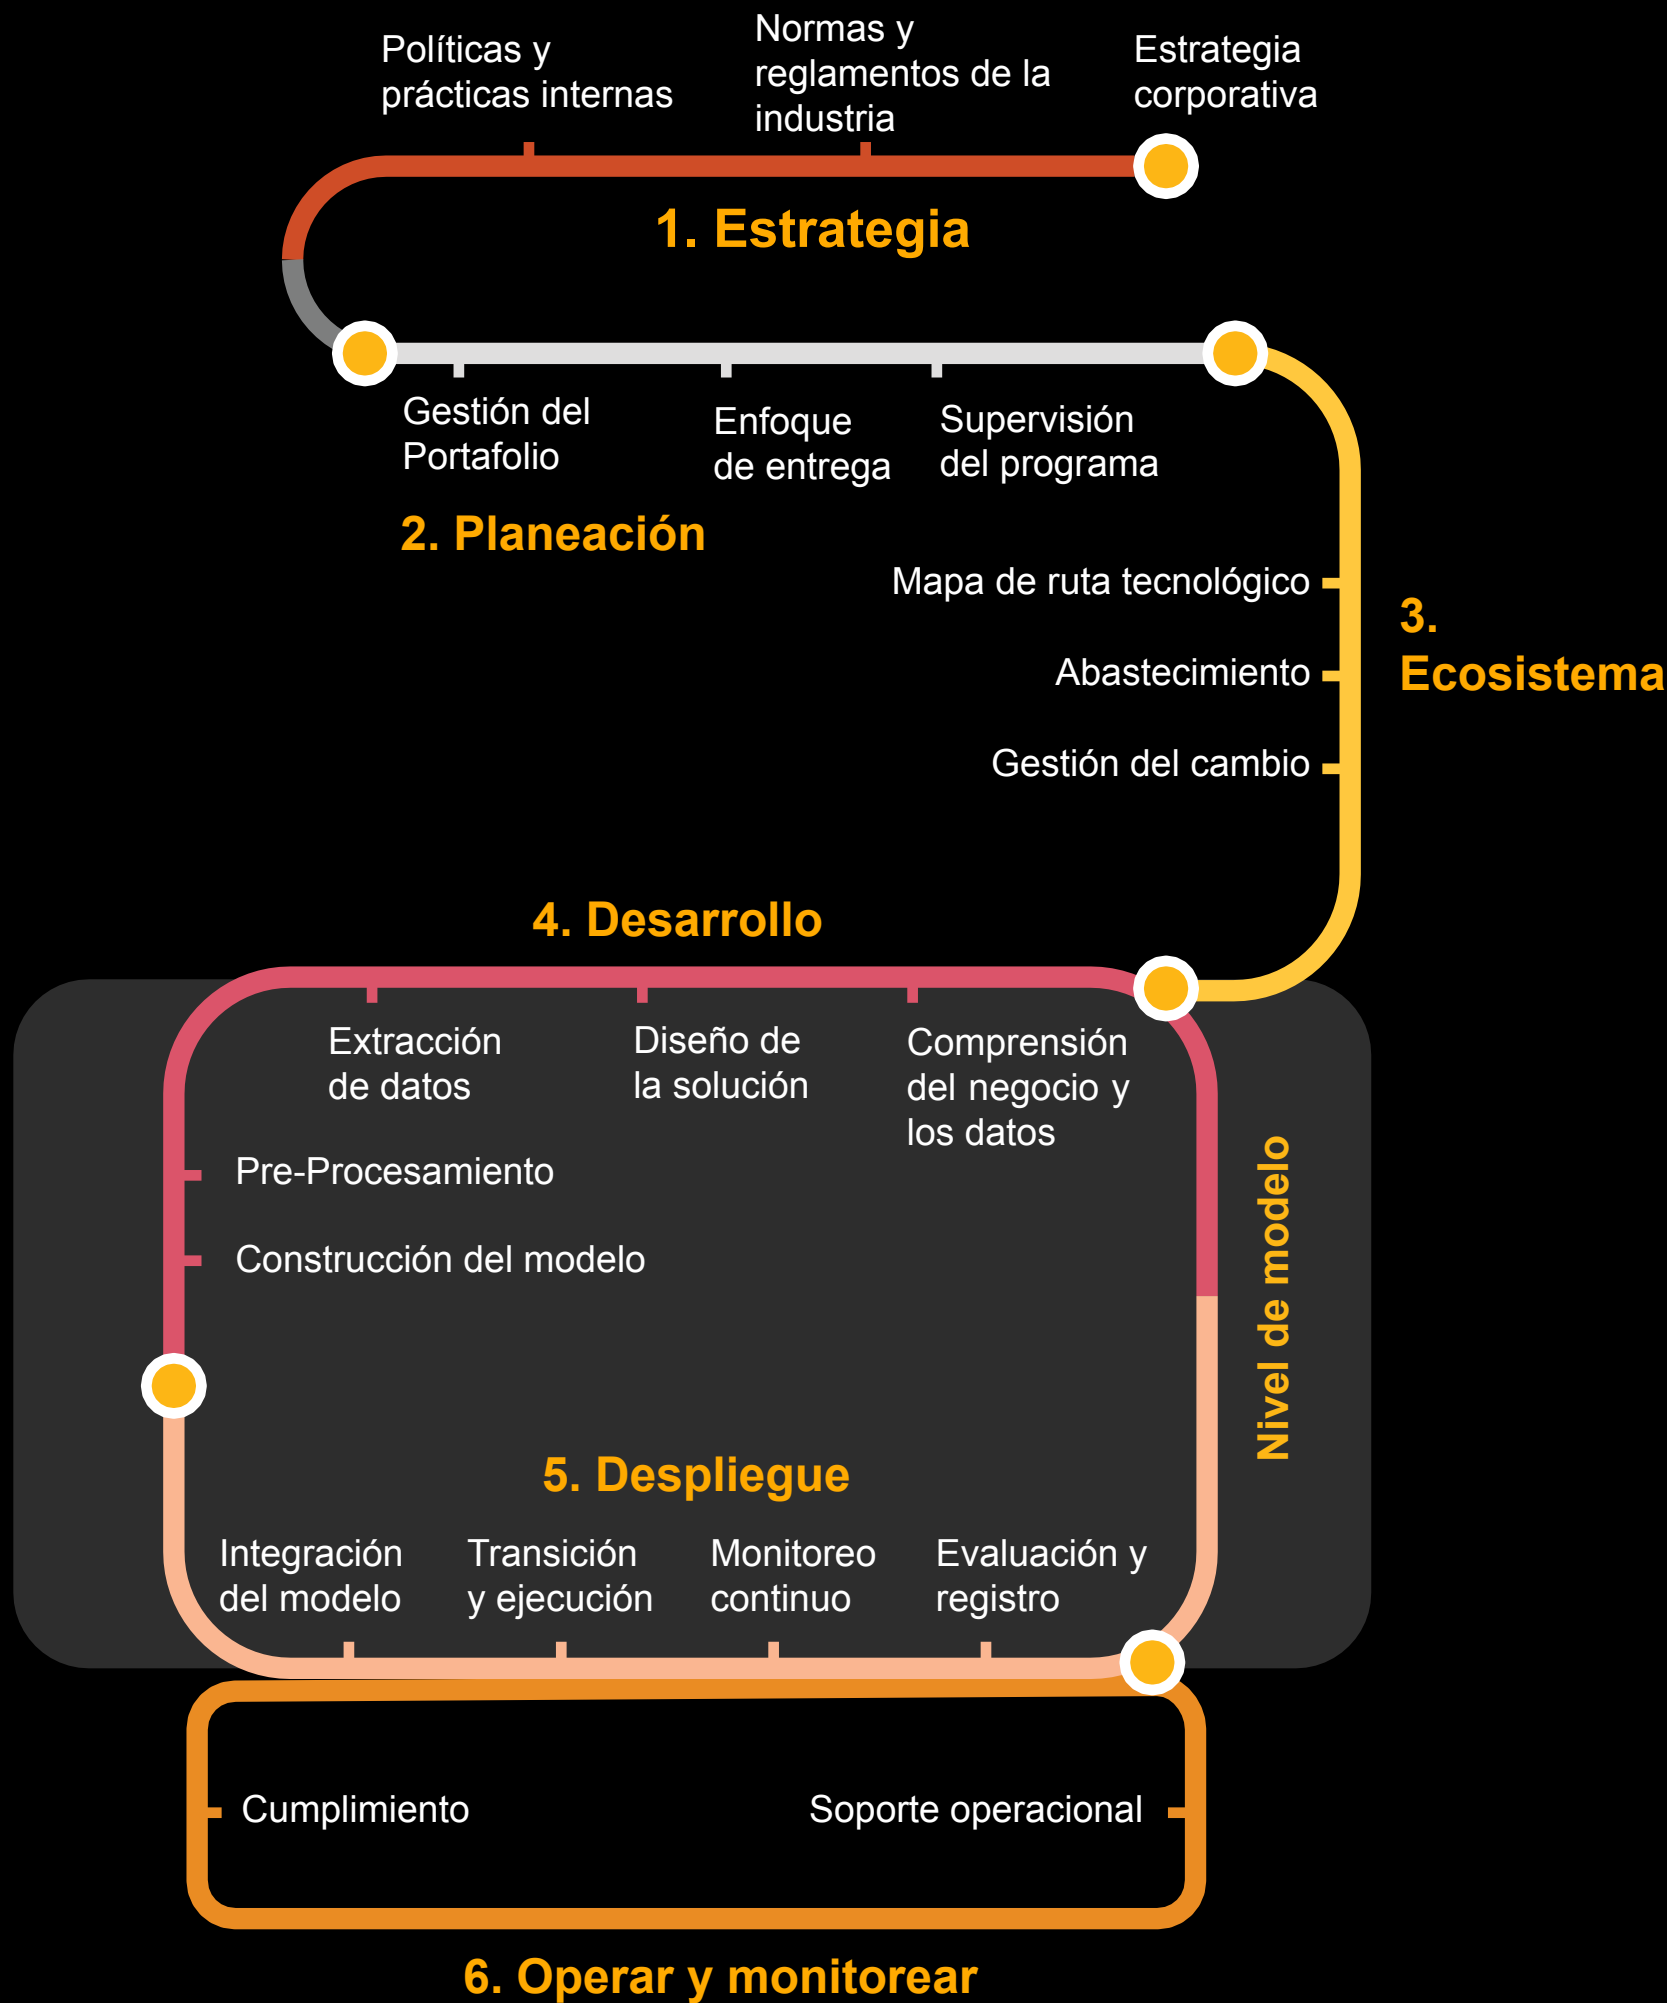 Políticas y
prácticas internas
Normas y
reglamentos de la
industria
Estrategia
corporativa
1. Estrategia
Gestión del
Portafolio
Enfoque
de entrega
Supervisión
del programa
2. Planeación
Mapa de ruta tecnológico
Abastecimiento
Gestión del cambio
3.
Ecosistema
4. Desarrollo
Extracción
de datos
Diseño de
la solución
Comprensión
del negocio y
los datos
Pre-Procesamiento
Construcción del modelo
Nivel de modelo
5. Despliegue
Integración
del modelo
Transición
y ejecución
Monitoreo
continuo
Evaluación y
registro
Cumplimiento
Soporte operacional
6. Operar y monitorear